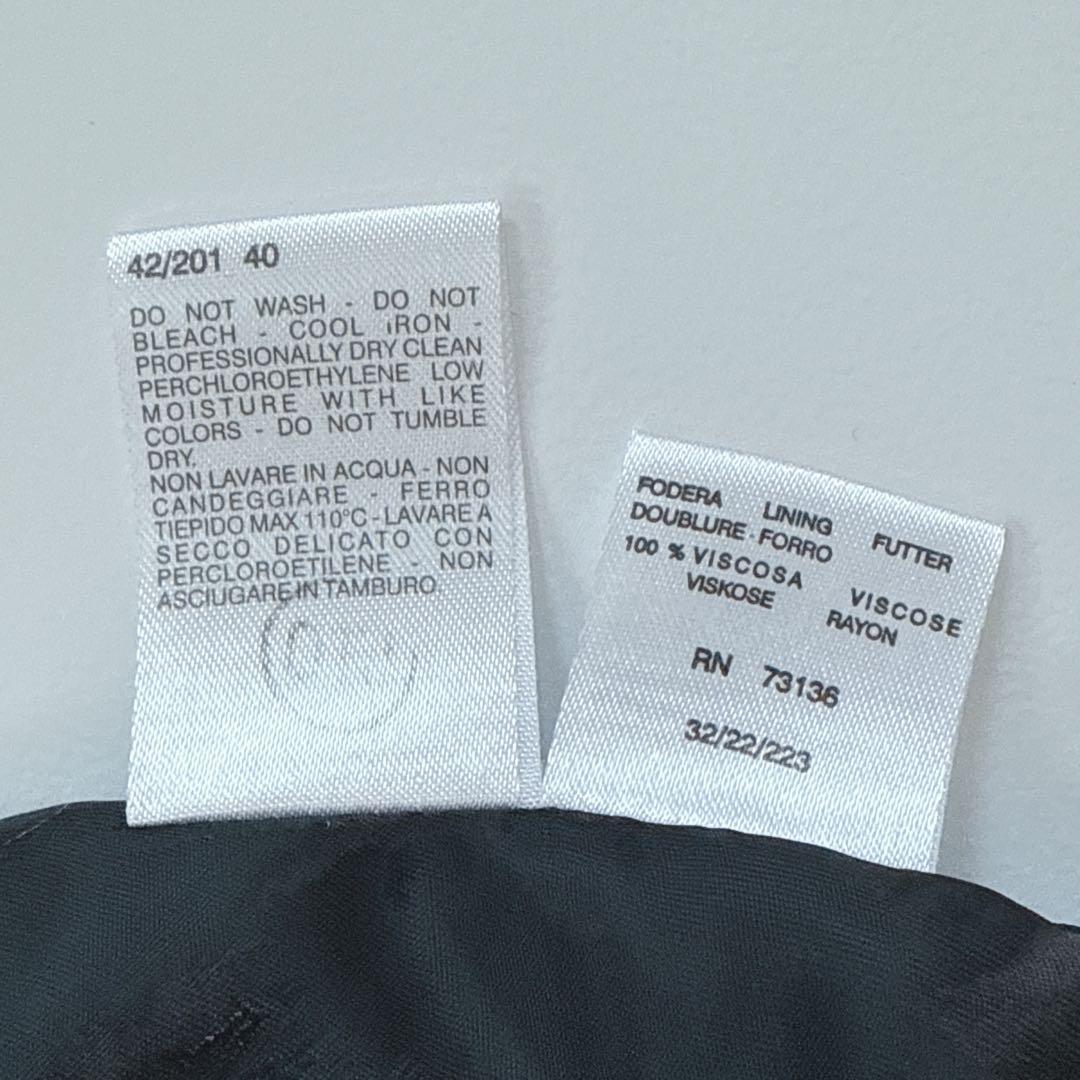 42/201 40
DO NOT WASH - DO NOT
BLEACH - COOL IRON -
PROFESSIONALLY DRY CLEAN
PERCHLOROETHYLENE LOW
MOISTURE WITH LIKE
COLORS - DO NOT TUMBLE
DRY.
NON LAVARE IN ACQUA - NON
CANDEGGIARE - FERRO
TIEPIDO MAX 110°C - LAVARE A
SECCO DELICATO CON
PERCLOROETILENE - NON
ASCIUGARE IN TAMBURO.
FODERA LINING FUTTER
DOUBLURE - FORRO
100 % VISCOSA VISCOSE
VISKOSE RAYON
RN 73136
32/22/223